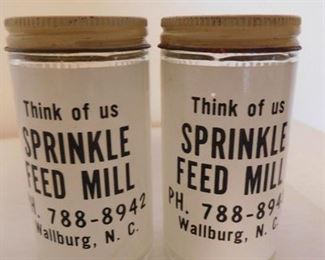 Think of us
SPRINKLE
FEED MILL
PH. 788-8942
Wallburg, N. C.
Think of us
SPRINKLE
FEED MILL
PH. 788-894
Wallburg, N. C.